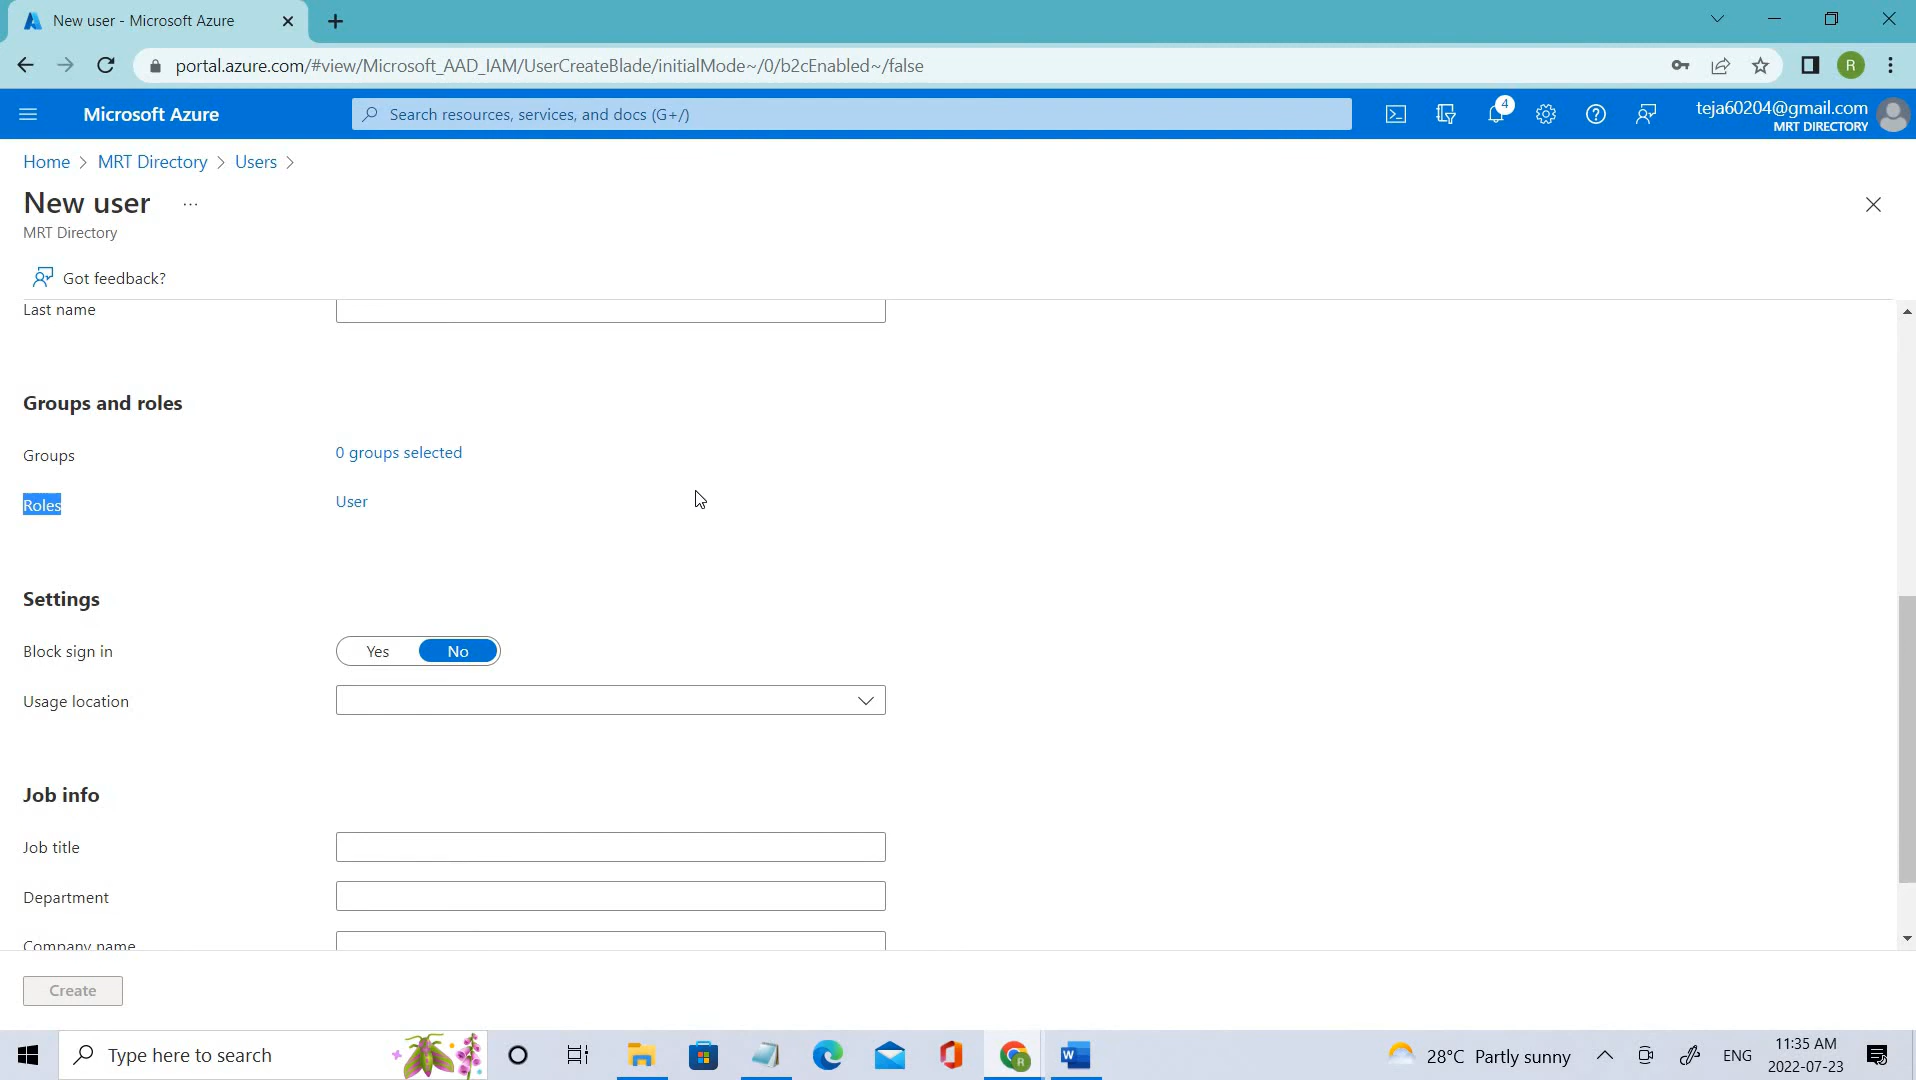 New user - Microsoft Azure
portal.azure.com/#view/Microsoft_AAD_IAM/UserCreateBlade/initialMode~/0/b2cEnabled~/false
R
Microsoft Azure
Search resources, services, and docs (G+/)
4
teja60204@gmail.com
MRT DIRECTORY
Home > MRT Directory > Users >
New user ...
MRT Directory
Got feedback?
Last name
Groups and roles
Groups 0 groups selected
Roles User
Settings
Block sign in Yes No
Usage location
Job info
Job title
Department
Company name
Create
Type here to search
R
W
28°C Partly sunny
ENG
11:35 AM
2022-07-23